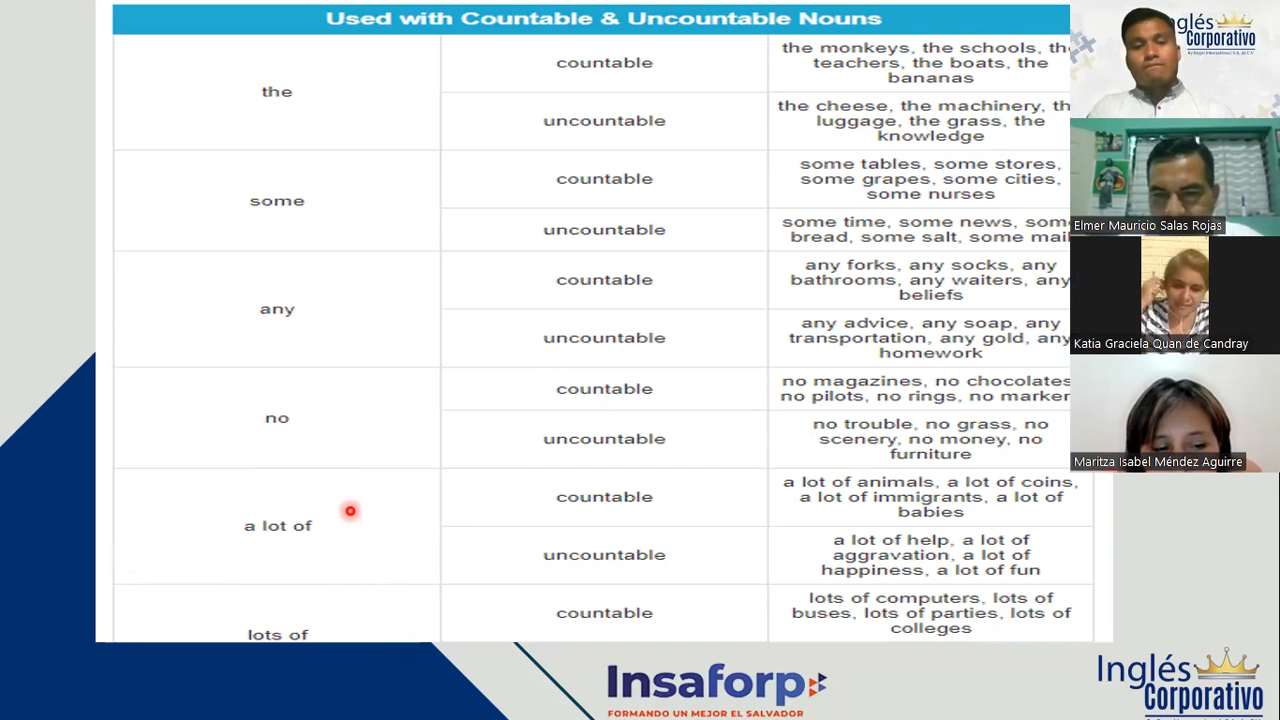 Used with Countable & Uncountable Nouns
the
countable
the monkeys, the schools, the
teachers, the boats, the
bananas
uncountable
the cheese, the machinery, th
luggage, the grass, the
knowledge
some
countable
some tables, some stores,
some grapes, some cities,
some nurses
uncountable
some time, some news, som
bread, some salt, some mail
any
countable
any forks, any socks, any
bathrooms, any waiters, any
beliefs
uncountable
any advice, any soap, any
transportation, any gold, any
homework
no
countable
no magazines, no chocolates
no pilots, no rings, no marker
uncountable
no trouble, no grass, no
scenery, no money, no
furniture
a lot of
countable
a lot of animals, a lot of coins,
a lot of immigrants, a lot of
babies
uncountable
a lot of help, a lot of
aggravation, a lot of
happiness, a lot of fun
lots of
countable
lots of computers, lots of
buses, lots of parties, lots of
colleges
Inglés
Corporativo
Elmer Mauricio Salas Rojas
Katia Graciela Quan de Candray
Maritza Isabel Méndez Aguirre
Insaforp
FORMANDO UN MEJOR EL SALVADOR
Inglés
Corporativo